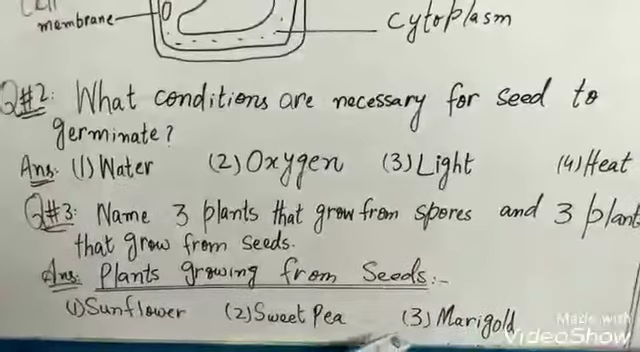 Cell
membrane
cytoplasm
Q#2: What conditions are necessary for seed to
germinate?
Ans: (1) Water (2) Oxygen (3) Light (4) Heat
Q#3: Name 3 plants that grow from spores and 3 plant
that grow from seeds.
Ans: Plants growing from Seeds:-
(1) Sunflower (2) Sweet Pea (3) Marigold
Made with
VideoShow